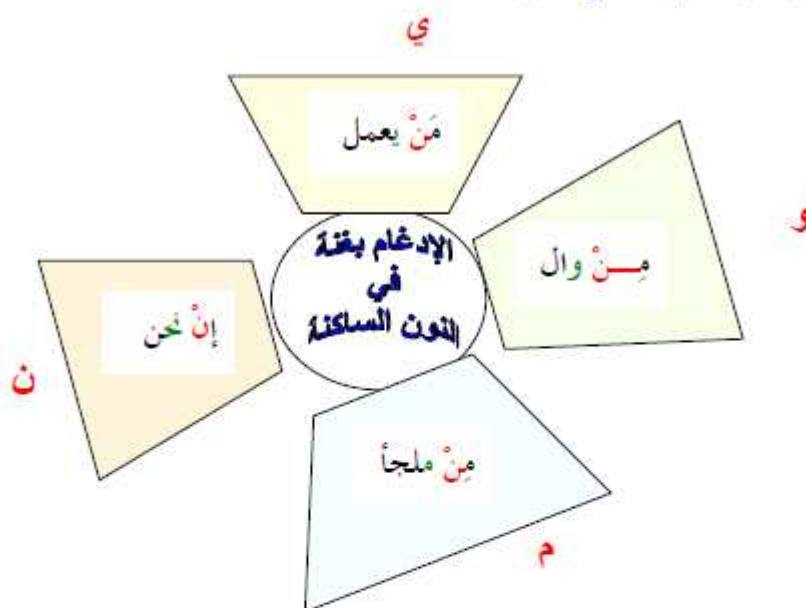 ي
مَنْ يعمل
و
مِـــنْ وال
الإدغام بغنة
في
النون الساكنة
إنْ نحن
ن
مِنْ ملجأ
م